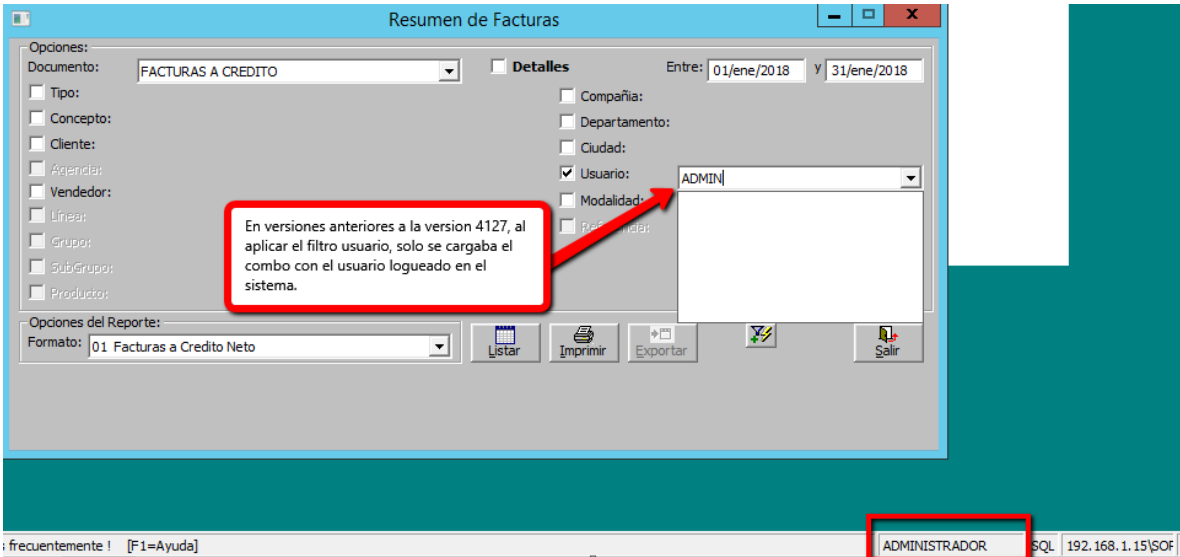 Resumen de Facturas
Opciones:
Documento: FACTURAS A CREDITO Detalles Entre: 01/ene/2018 y 31/ene/2018
Tipo: Compañia:
Concepto: Departamento:
Cliente: Ciudad:
Agencia: Usuario: ADMIN
Vendedor: Modalidad:
Línea:
Grupo:
SubGrupo:
Producto:
En versiones anteriores a la version 4127, al
aplicar el filtro usuario, solo se cargaba el
combo con el usuario logueado en el
sistema.
Opciones del Reporte:
Formato: 01 Facturas a Credito Neto Listar Imprimir Exportar Salir
frecuentemente ! [F1=Ayuda] ADMINISTRADOR SQL 192.168.1.15\SOF